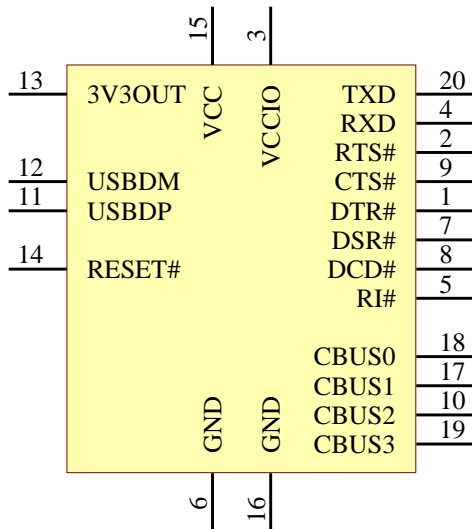 15
3
13
3V3OUT
VCC
VCCIO
TXD
20
RXD
4
RTS#
2
12
USBDM
CTS#
9
11
USBDP
DTR#
1
DSR#
7
14
RESET#
DCD#
8
RI#
5
CBUS0
18
CBUS1
17
CBUS2
10
CBUS3
19
GND
GND
6
16